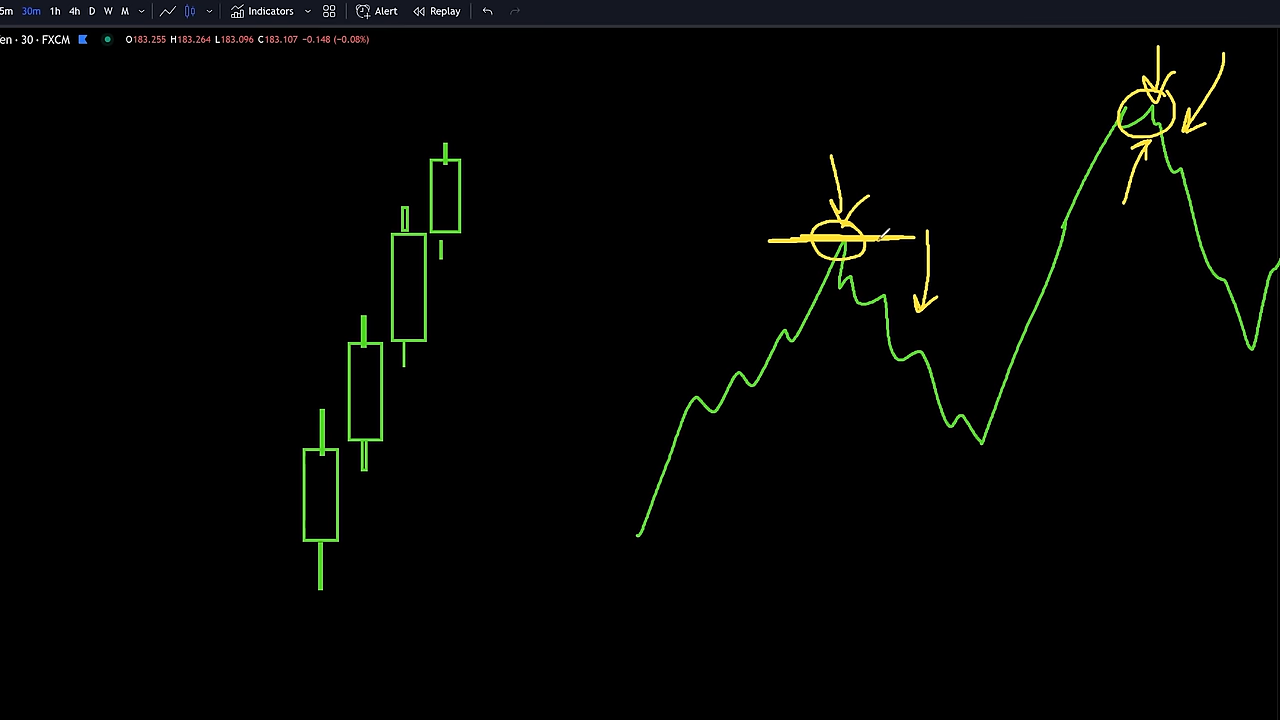 5m 30m 1h 4h D W M Indicators Alert Replay
en · 30 · FXCM O183.255 H183.264 L183.096 C183.107 −0.148 (−0.08%)